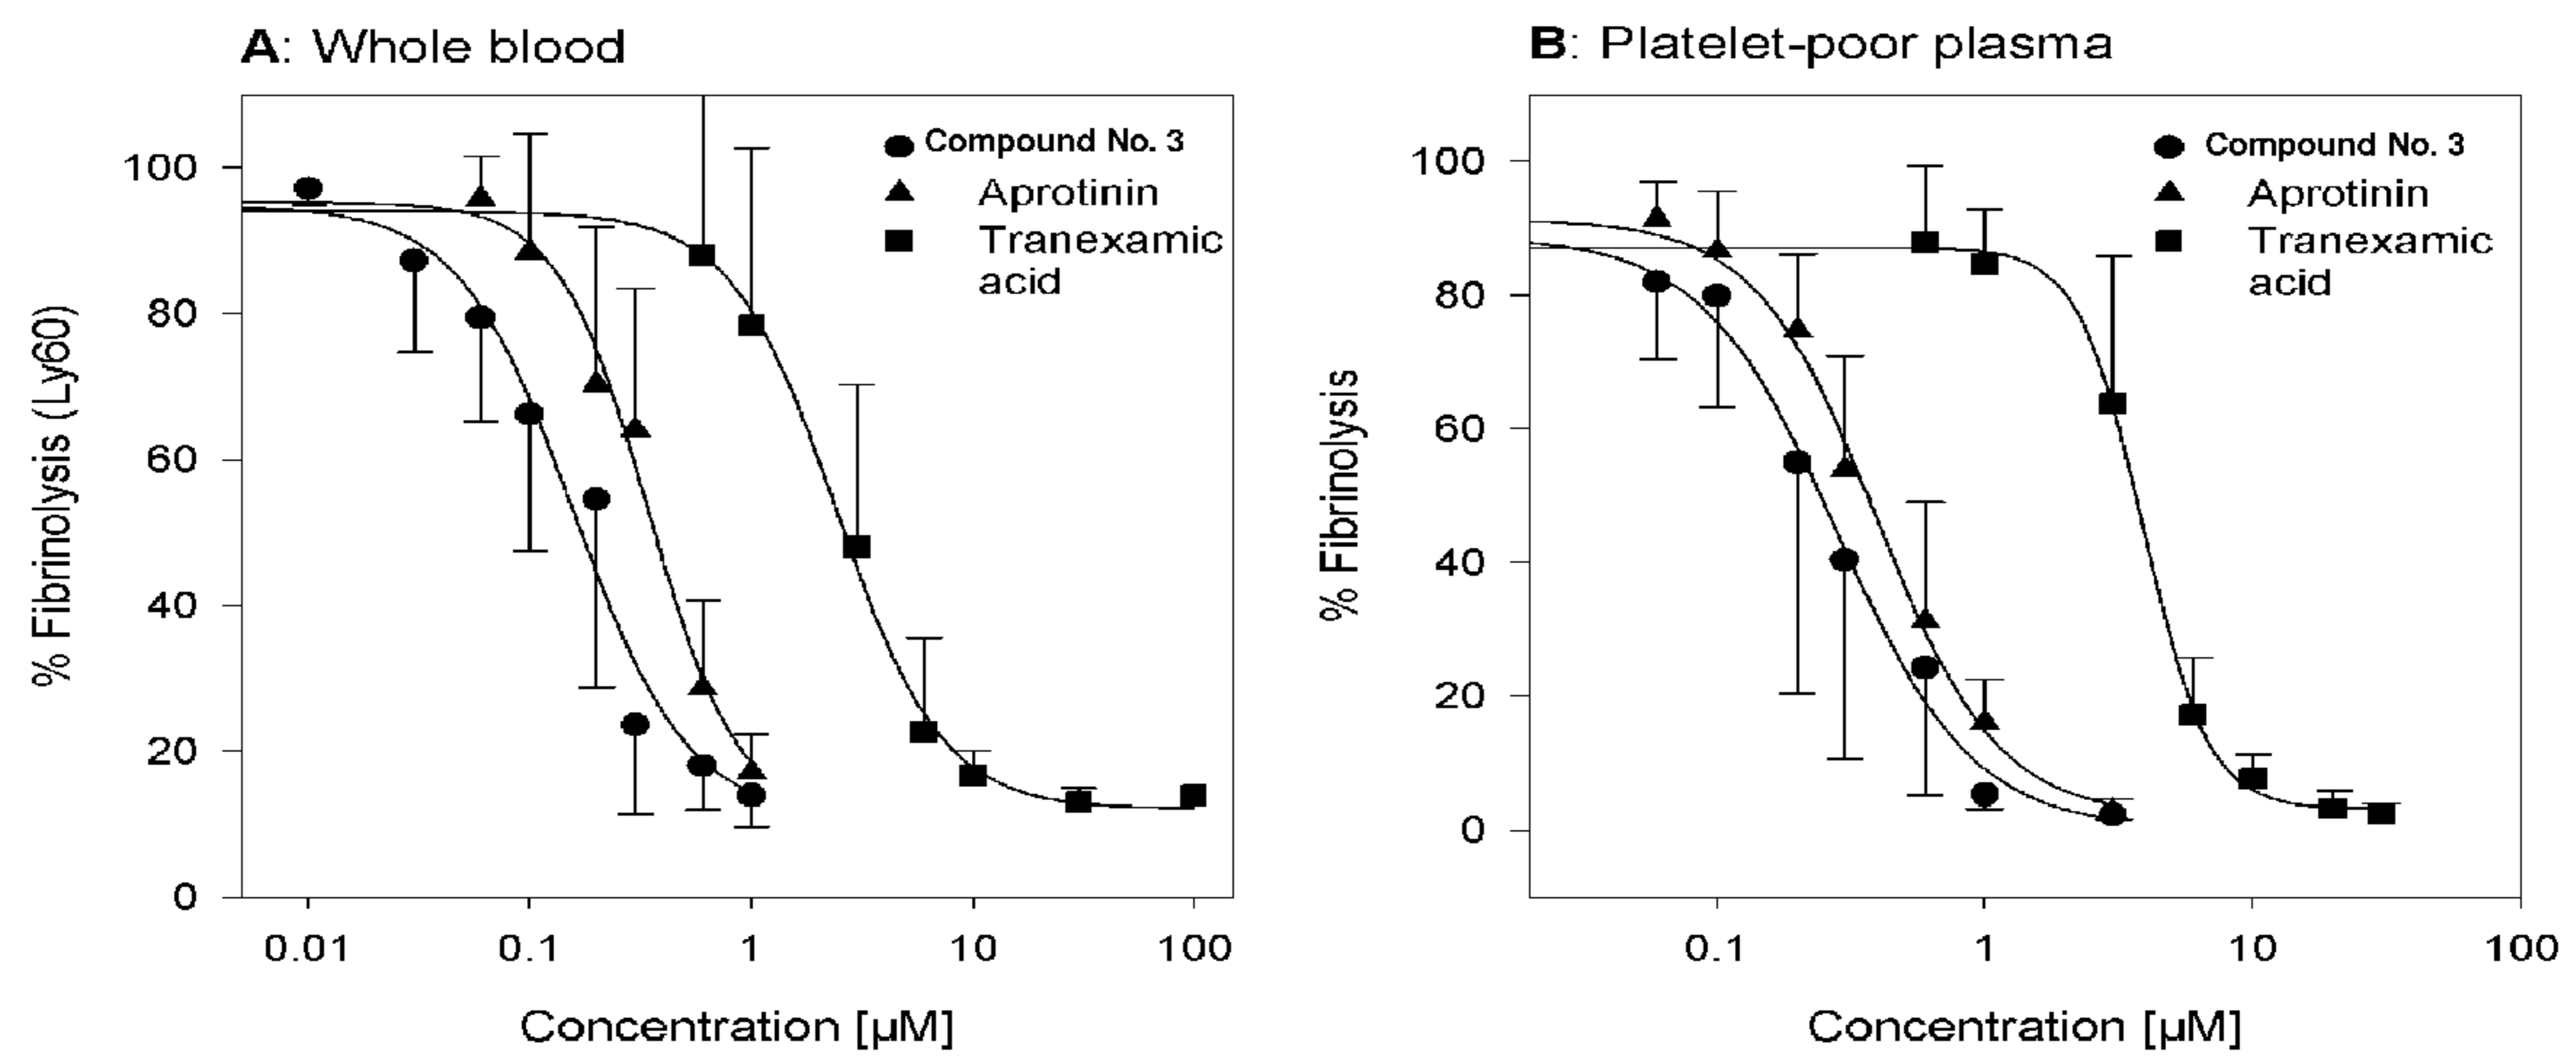 A: Whole blood
% Fibrinolysis (Ly60)
100
80
60
40
20
0
Compound No. 3
Aprotinin
Tranexamic
acid
0.01 0.1 1 10 100
Concentration [µM]
B: Platelet-poor plasma
% Fibrinolysis
100
80
60
40
20
0
Compound No. 3
Aprotinin
Tranexamic
acid
0.1 1 10 100
Concentration [µM]